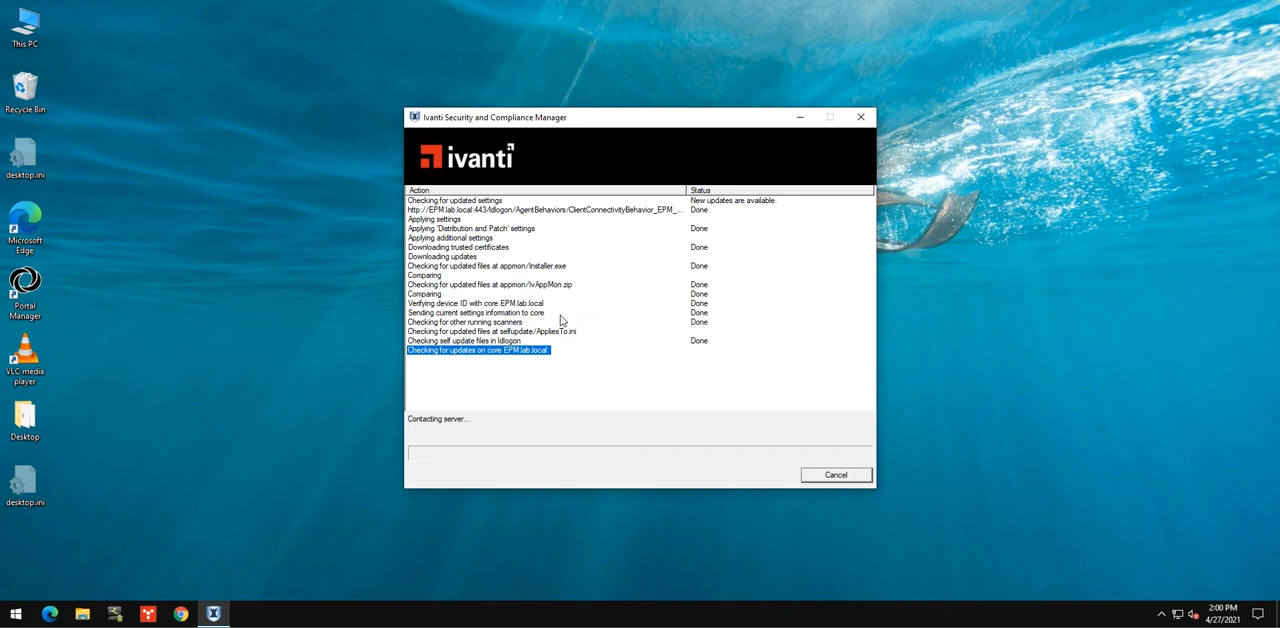 This PC
Recycle Bin
desktop.ini
Microsoft
Edge
Portal
Manager
VLC media
player
Desktop
desktop.ini
Ivanti Security and Compliance Manager
ivanti
Action Status
Checking for updated settings New updates are available.
http://EPM.lab.local:443/ldlogon/AgentBehaviors/ClientConnectivityBehavior_EPM_... Done
Applying settings
Applying 'Distribution and Patch' settings Done
Applying additional settings
Downloading trusted certificates Done
Downloading updates
Checking for updated files at appmon/Installer.exe Done
Comparing
Checking for updated files at appmon/IvAppMon.zip Done
Comparing Done
Verifying device ID with core EPM.lab.local Done
Sending current settings information to core Done
Checking for other running scanners Done
Checking for updated files at selfupdate/AppliesTo.ini
Checking self update files in ldlogon Done
Checking for updates on core EPM.lab.local
Contacting server...
Cancel
2:00 PM
4/27/2021